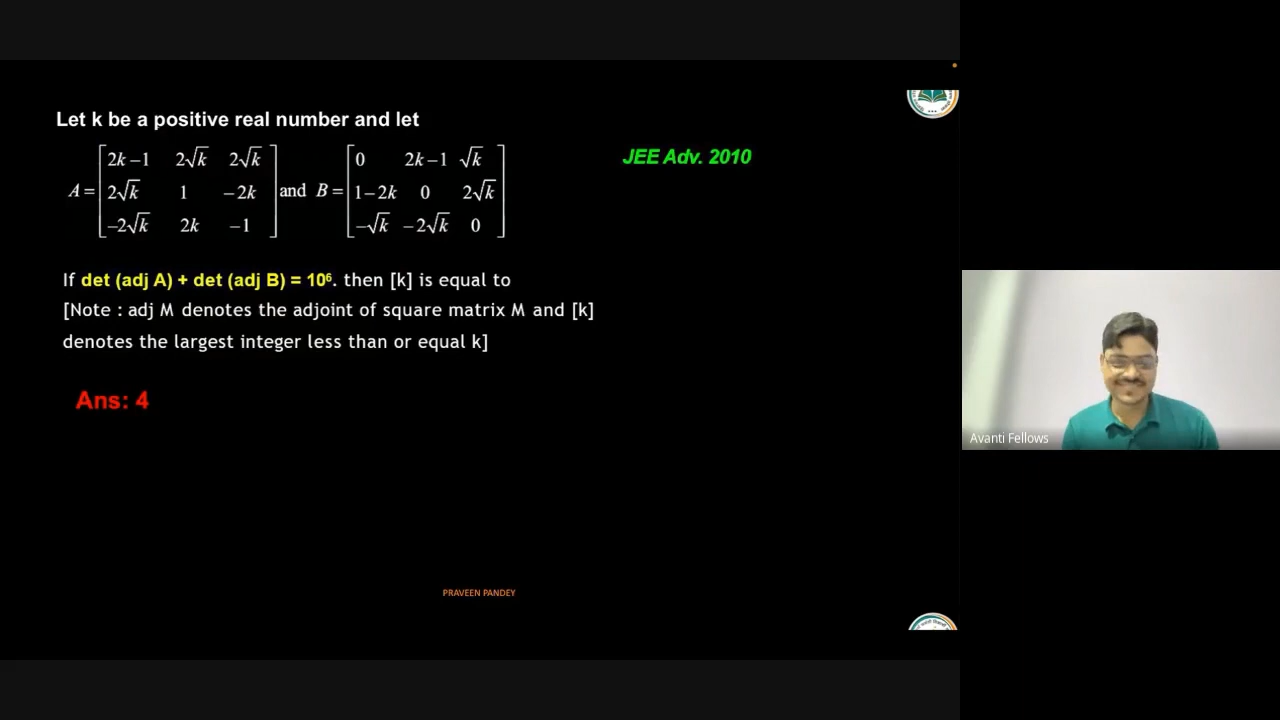 Let k be a positive real number and let
JEE Adv. 2010
A = [2k−1 2√k 2√k; 2√k 1 −2k; −2√k 2k −1] and B = [0 2k−1 √k; 1−2k 0 2√k; −√k −2√k 0]
If det (adj A) + det (adj B) = 10⁶. then [k] is equal to
[Note : adj M denotes the adjoint of square matrix M and [k]
denotes the largest integer less than or equal k]
Ans: 4
Avanti Fellows
PRAVEEN PANDEY